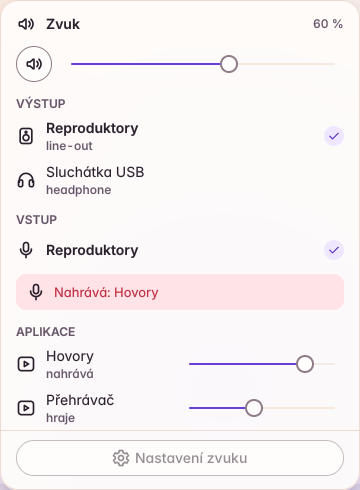 Zvuk
60 %
VÝSTUP
Reproduktory
line-out
Sluchátka USB
headphone
VSTUP
Reproduktory
Nahrává: Hovory
APLIKACE
Hovory
nahrává
Přehrávač
hraje
Nastavení zvuku